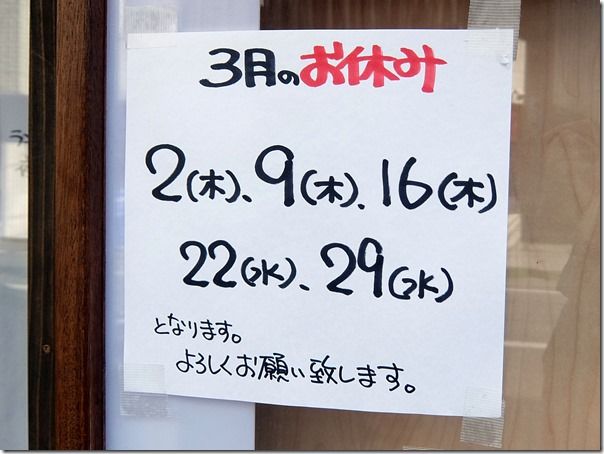 3月のお休み
2(木)、9(木)、16(木)
22(水)、29(水)
となります。
よろしくお願い致します。